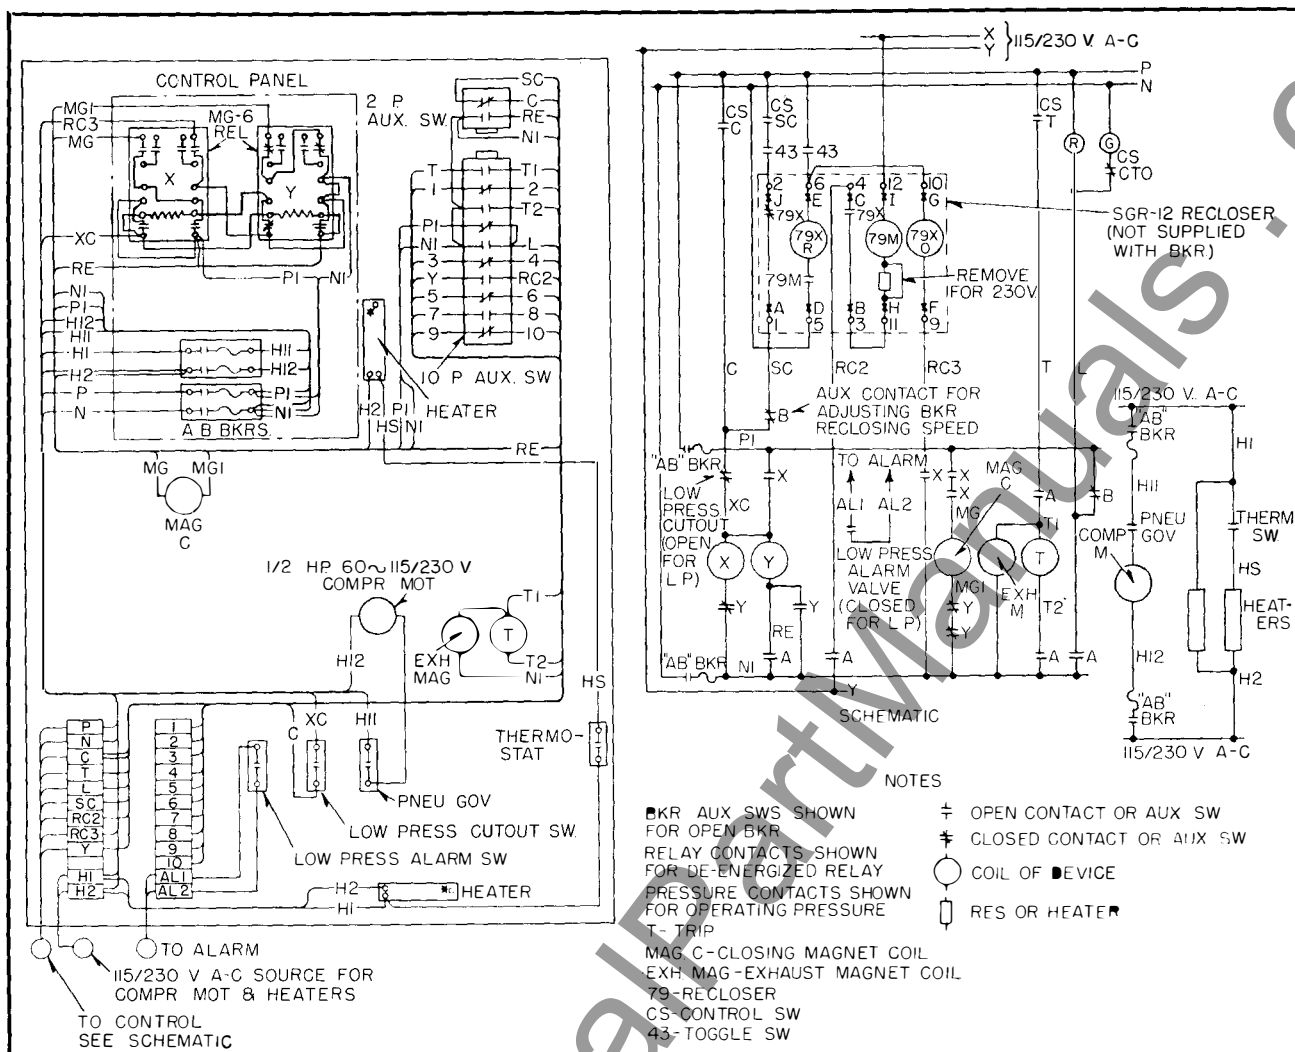 CONTROL PANEL
MG1
RC3
MG
MG-6
REL
X
Y
XC
RE
P1
N1
N1
P1
H12
H11
H1
H11
H2
H12
P
P1
N
N1
A B BKRS
MG
MG1
MAG
C
2 P
AUX. SW.
SC
C
RE
N1
T
T1
1
2
T2
P1
N1
L
3
4
Y
RC2
5
6
7
8
9
10
10 P AUX. SW
HEATER
H2
HS
P1
N1
RE
1/2 HP 60~115/230 V
COMPR MOT
H12
EXH
MAG
T
T1
T2
N1
HS
XC
C
H11
THERMO-
STAT
P
N
C
T
L
SC
RC2
RC3
Y
H1
H2
1
2
3
4
5
6
7
8
9
10
AL1
AL2
PNEU GOV
LOW PRESS CUTOUT SW.
LOW PRESS ALARM SW
H2
H1
HEATER
TO ALARM
115/230 V A-C SOURCE FOR
COMPR MOT & HEATERS
TO CONTROL
SEE SCHEMATIC
X
Y
115/230 V. A-C
P
N
CS
C
CS
SC
43
43
CS
T
R
G
CS
CTO
2
6
4
12
10
J
E
C
I
G
79X
79X
79X
R
79M
79X
O
79M
SGR-12 RECLOSER
(NOT SUPPLIED
WITH BKR.)
REMOVE
FOR 230V.
A
D
B
H
F
1
5
3
11
9
C
SC
RC2
RC3
T
L
B
AUX CONTACT FOR
ADJUSTING BKR
RECLOSING SPEED
P1
"AB" BKR
LOW
PRESS
CUTOUT
(OPEN
FOR
L P)
XC
X
TO ALARM
AL1
AL2
X
X
X
MAG
C
MG
A
B
X
Y
LOW PRESS
ALARM
VALVE
(CLOSED
FOR L P)
T1
T
EXH
M
MG1
T2
Y
Y
Y
Y
RE
A
A
A
A
"AB" BKR
N1
Y
SCHEMATIC
115/230 V. A-C
"AB"
BKR
H1
H11
PNEU
GOV
COMP
M
THERM
SW.
HS
HEAT-
ERS
H12
H2
"AB"
BKR
115/230 V A-C
NOTES
BKR AUX SWS SHOWN
FOR OPEN BKR
RELAY CONTACTS SHOWN
FOR DE-ENERGIZED RELAY
PRESSURE CONTACTS SHOWN
FOR OPERATING PRESSURE
T-TRIP
MAG C-CLOSING MAGNET COIL
EXH MAG-EXHAUST MAGNET COIL
79-RECLOSER
CS-CONTROL SW
43-TOGGLE SW
OPEN CONTACT OR AUX SW
CLOSED CONTACT OR AUX SW
COIL OF DEVICE
RES OR HEATER